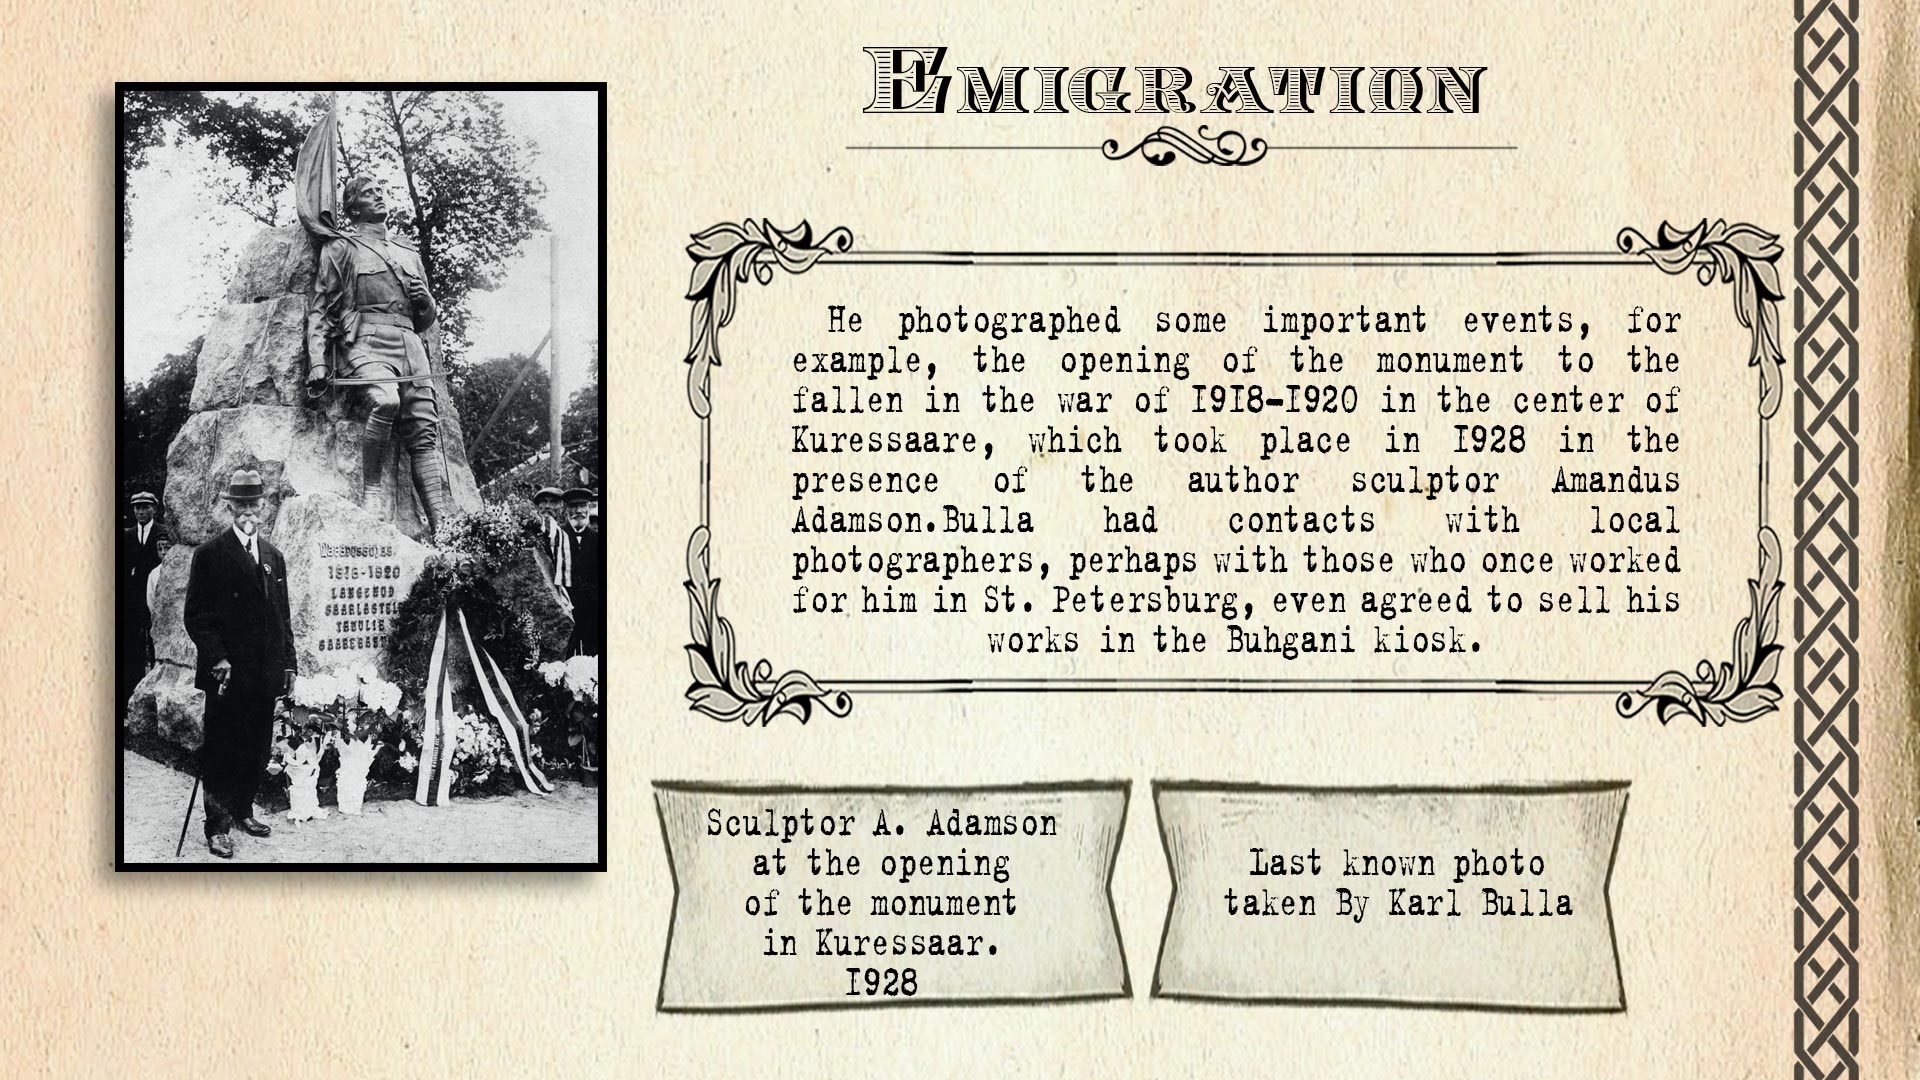 Emigration
He photographed some important events, for
example, the opening of the monument to the
fallen in the war of 1918-1920 in the center of
Kuressaare, which took place in 1928 in the
presence of the author sculptor Amandus
Adamson.Bulla had contacts with local
photographers, perhaps with those who once worked
for him in St. Petersburg, even agreed to sell his
works in the Buhgani kiosk.
1918-1920
LANGENUD
Sculptor A. Adamson
at the opening
of the monument
in Kuressaar.
1928
Last known photo
taken By Karl Bulla